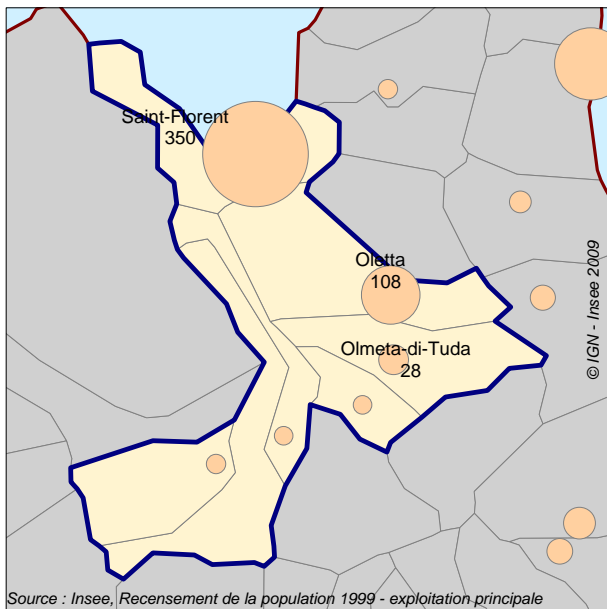 Saint-Florent
350
Oletta
108
Olmeta-di-Tuda
28
© IGN - Insee 2009
Source : Insee, Recensement de la population 1999 - exploitation principale